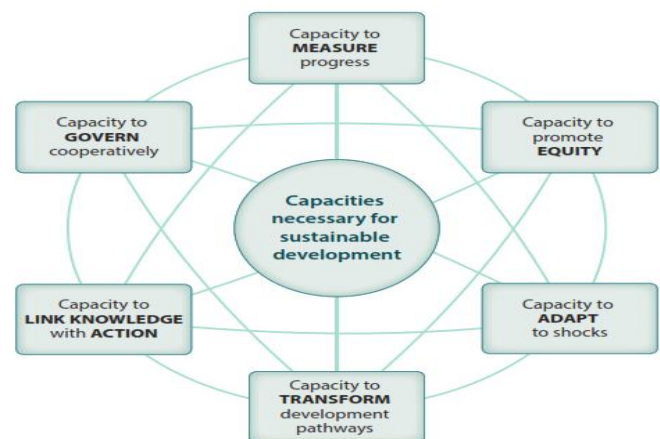 Capacity to
MEASURE
progress
Capacity to
GOVERN
cooperatively
Capacity to
promote
EQUITY
Capacities
necessary for
sustainable
development
Capacity to
LINK KNOWLEDGE
with ACTION
Capacity to
ADAPT
to shocks
Capacity to
TRANSFORM
development
pathways